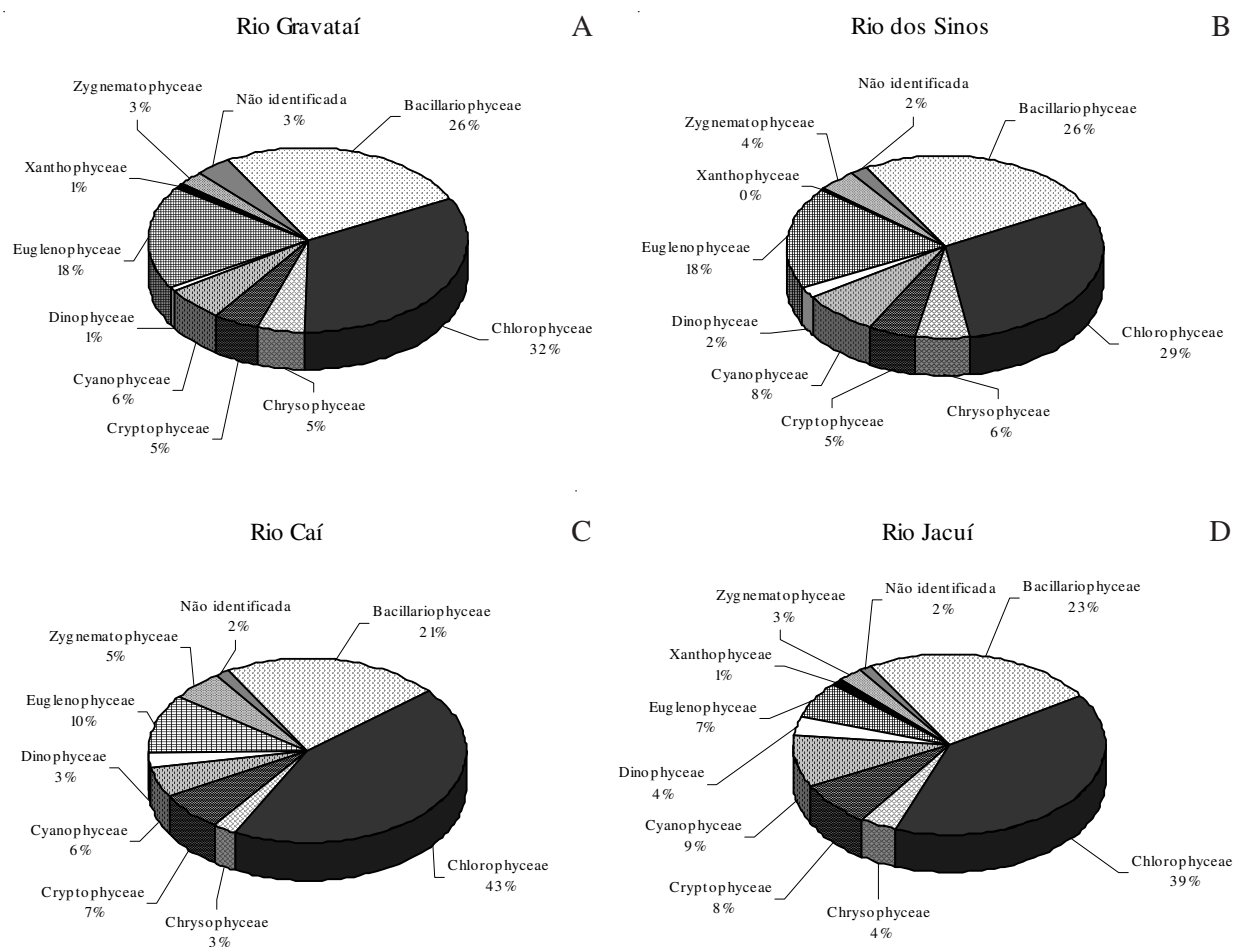 Rio Gravataí
A
Zygnematophyceae
3%
Não identificada
3%
Bacillariophyceae
26%
Xanthophyceae
1%
Euglenophyceae
18%
Dinophyceae
1%
Cyanophyceae
6%
Cryptophyceae
5%
Chrysophyceae
5%
Chlorophyceae
32%
Rio dos Sinos
B
Não identificada
2%
Bacillariophyceae
26%
Zygnematophyceae
4%
Xanthophyceae
0%
Euglenophyceae
18%
Dinophyceae
2%
Cyanophyceae
8%
Cryptophyceae
5%
Chrysophyceae
6%
Chlorophyceae
29%
Rio Caí
C
Não identificada
2%
Bacillariophyceae
21%
Zygnematophyceae
5%
Euglenophyceae
10%
Dinophyceae
3%
Cyanophyceae
6%
Cryptophyceae
7%
Chrysophyceae
3%
Chlorophyceae
43%
Rio Jacuí
D
Zygnematophyceae
3%
Não identificada
2%
Bacillariophyceae
23%
Xanthophyceae
1%
Euglenophyceae
7%
Dinophyceae
4%
Cyanophyceae
9%
Cryptophyceae
8%
Chrysophyceae
4%
Chlorophyceae
39%